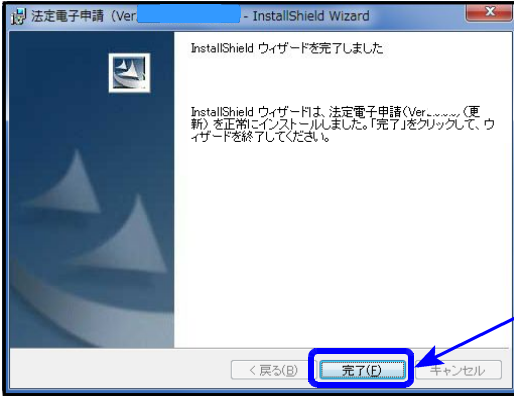 法定電子申請 (Ver. - InstallShield Wizard
InstallShield ウィザードを完了しました
InstallShield ウィザードは、法定電子申請(Ver (更
新) を正常にインストールしました。「完了」をクリックして、ウ
ィザードを終了してください。
< 戻る(B) 完了(F) キャンセル